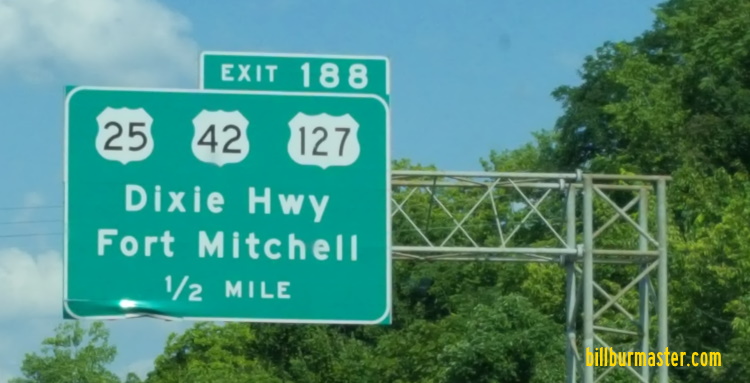 EXIT 188
25 42 127
Dixie Hwy
Fort Mitchell
1/2 MILE
billburmaster.com